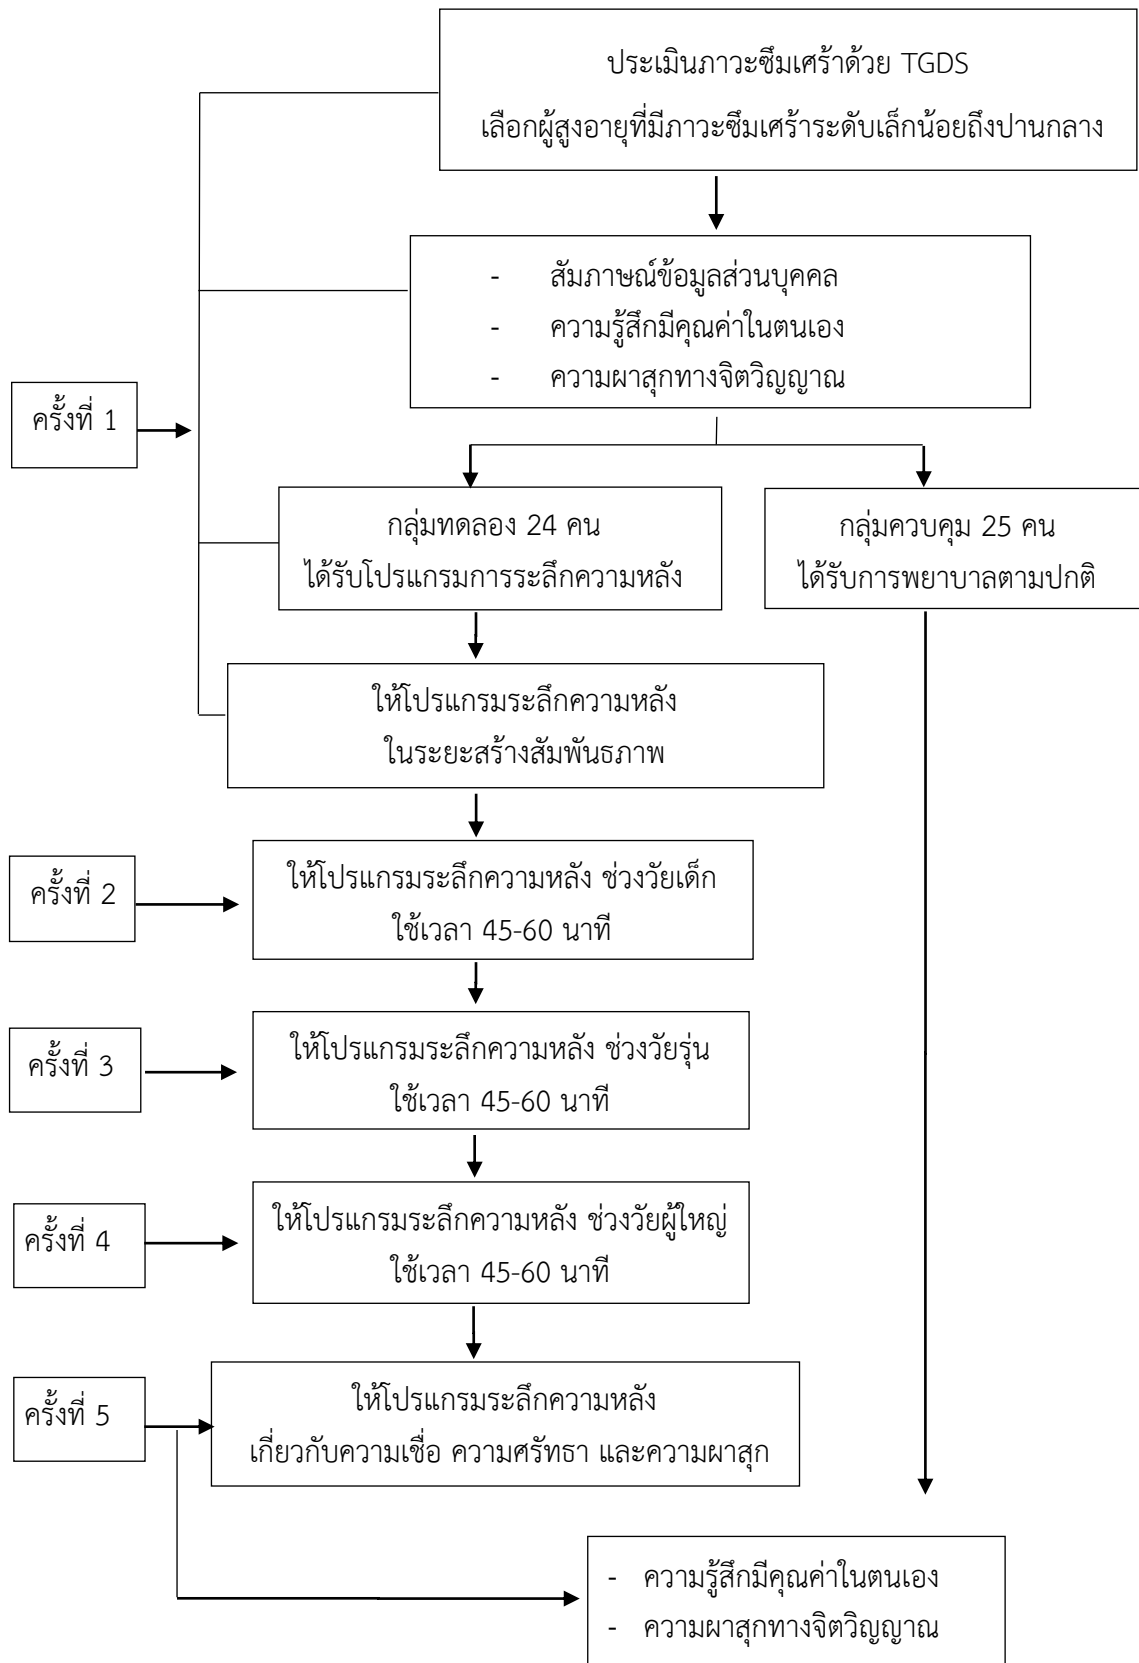 ประเมินภาวะซึมเศร้าด้วย TGDS
เลือกผู้สูงอายุที่มีภาวะซึมเศร้าระดับเล็กน้อยถึงปานกลาง
- สัมภาษณ์ข้อมูลส่วนบุคคล
- ความรู้สึกมีคุณค่าในตนเอง
- ความผาสุกทางจิตวิญญาณ
ครั้งที่ 1
กลุ่มทดลอง 24 คน
ได้รับโปรแกรมการระลึกความหลัง
กลุ่มควบคุม 25 คน
ได้รับการพยาบาลตามปกติ
ให้โปรแกรมระลึกความหลัง
ในระยะสร้างสัมพันธภาพ
ครั้งที่ 2
ให้โปรแกรมระลึกความหลัง ช่วงวัยเด็ก
ใช้เวลา 45-60 นาที
ครั้งที่ 3
ให้โปรแกรมระลึกความหลัง ช่วงวัยรุ่น
ใช้เวลา 45-60 นาที
ครั้งที่ 4
ให้โปรแกรมระลึกความหลัง ช่วงวัยผู้ใหญ่
ใช้เวลา 45-60 นาที
ครั้งที่ 5
ให้โปรแกรมระลึกความหลัง
เกี่ยวกับความเชื่อ ความศรัทธา และความผาสุก
- ความรู้สึกมีคุณค่าในตนเอง
- ความผาสุกทางจิตวิญญาณ